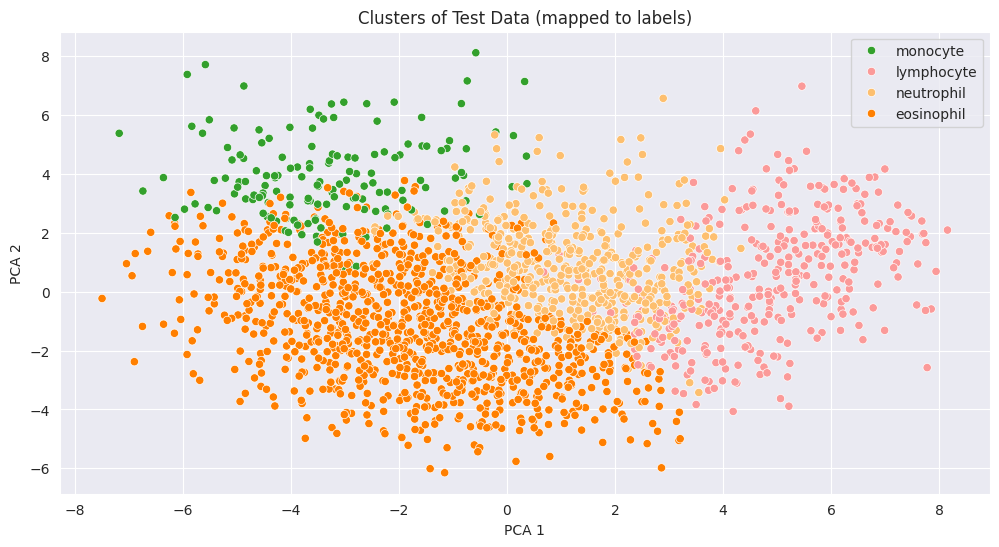 Clusters of Test Data (mapped to labels)
monocyte
lymphocyte
neutrophil
eosinophil
8
6
4
2
0
−2
−4
−6
PCA 2
−8 −6 −4 −2 0 2 4 6 8
PCA 1